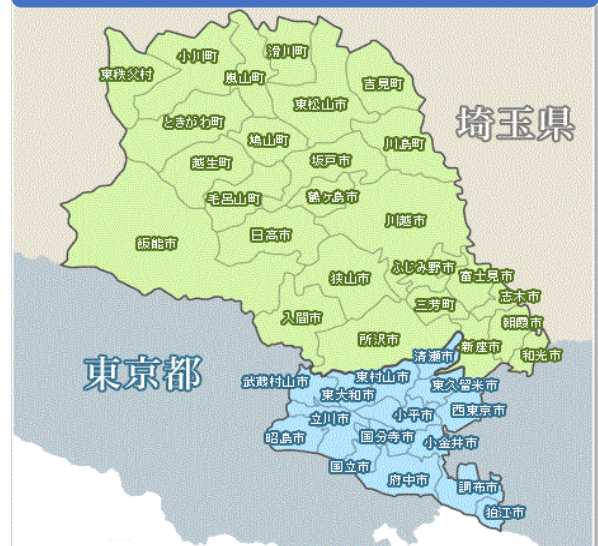 小川町
滑川町
東秩父村
嵐山町
吉見町
東松山市
埼玉県
ときがわ町
鳩山町
川島町
越生町
坂戸市
毛呂山町
鶴ヶ島市
川越市
日高市
飯能市
ふじみ野市
富士見市
狭山市
志木市
三芳町
入間市
朝霞市
所沢市
新座市
和光市
清瀬市
東京都
武蔵村山市
東村山市
東久留米市
東大和市
西東京市
立川市
小平市
昭島市
国分寺市
小金井市
国立市
府中市
調布市
狛江市